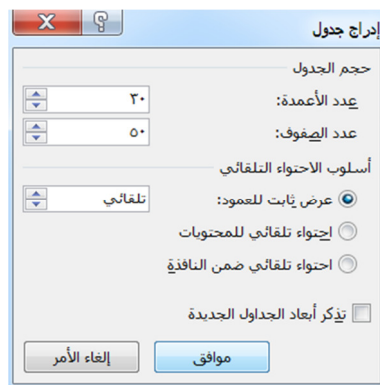 إدراج جدول
حجم الجدول
عدد الأعمدة: ٣٠
عدد الصفوف: ٥٠
أسلوب الاحتواء التلقائي
عرض ثابت للعمود: تلقائي
احتواء تلقائي للمحتويات
احتواء تلقائي ضمن النافذة
تذكر أبعاد الجداول الجديدة
موافق إلغاء الأمر